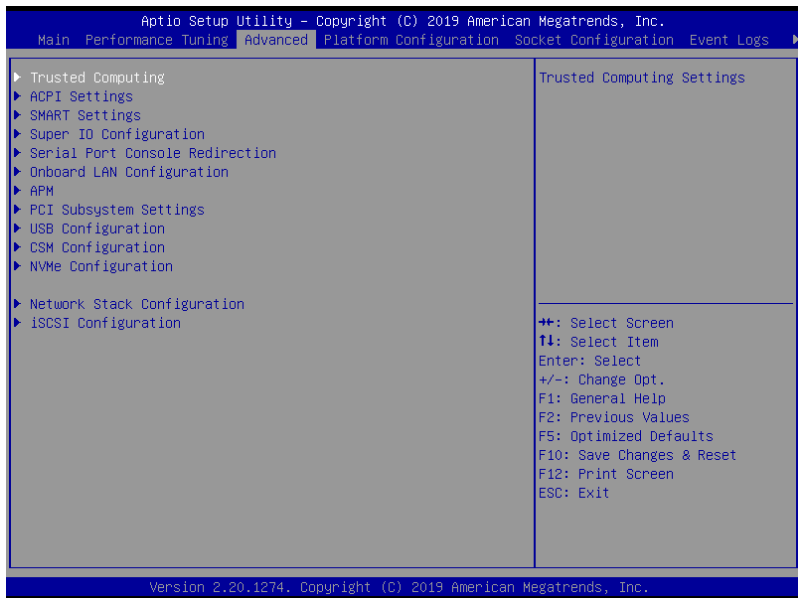 Aptio Setup Utility – Copyright (C) 2019 American Megatrends, Inc.
Main Performance Tuning Advanced Platform Configuration Socket Configuration Event Logs
Trusted Computing
ACPI Settings
SMART Settings
Super IO Configuration
Serial Port Console Redirection
Onboard LAN Configuration
APM
PCI Subsystem Settings
USB Configuration
CSM Configuration
NVMe Configuration
Network Stack Configuration
iSCSI Configuration
Trusted Computing Settings
→←: Select Screen
↑↓: Select Item
Enter: Select
+/-: Change Opt.
F1: General Help
F2: Previous Values
F5: Optimized Defaults
F10: Save Changes & Reset
F12: Print Screen
ESC: Exit
Version 2.20.1274. Copyright (C) 2019 American Megatrends, Inc.